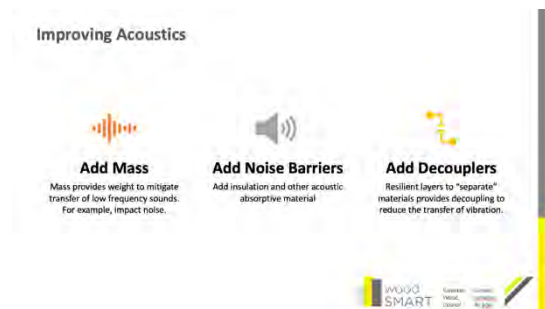 Improving Acoustics
Add Mass
Mass provides weight to mitigate
transfer of low frequency sounds.
For example, impact noise.
Add Noise Barriers
Add insulation and other acoustic
absorptive material
Add Decouplers
Resilient layers to “separate”
materials provides decoupling to
reduce the transfer of vibration.
WOOD
SMART